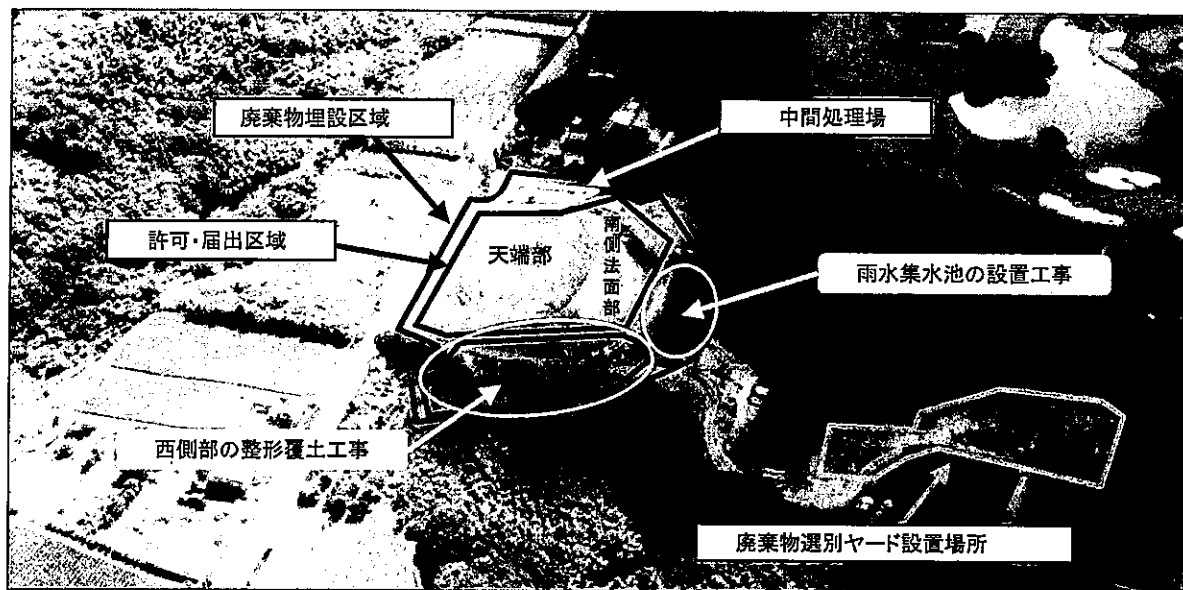 廃棄物埋設区域
中間処理場
許可・届出区域
天端部
南側法面部
雨水集水池の設置工事
西側部の整形覆土工事
廃棄物選別ヤード設置場所